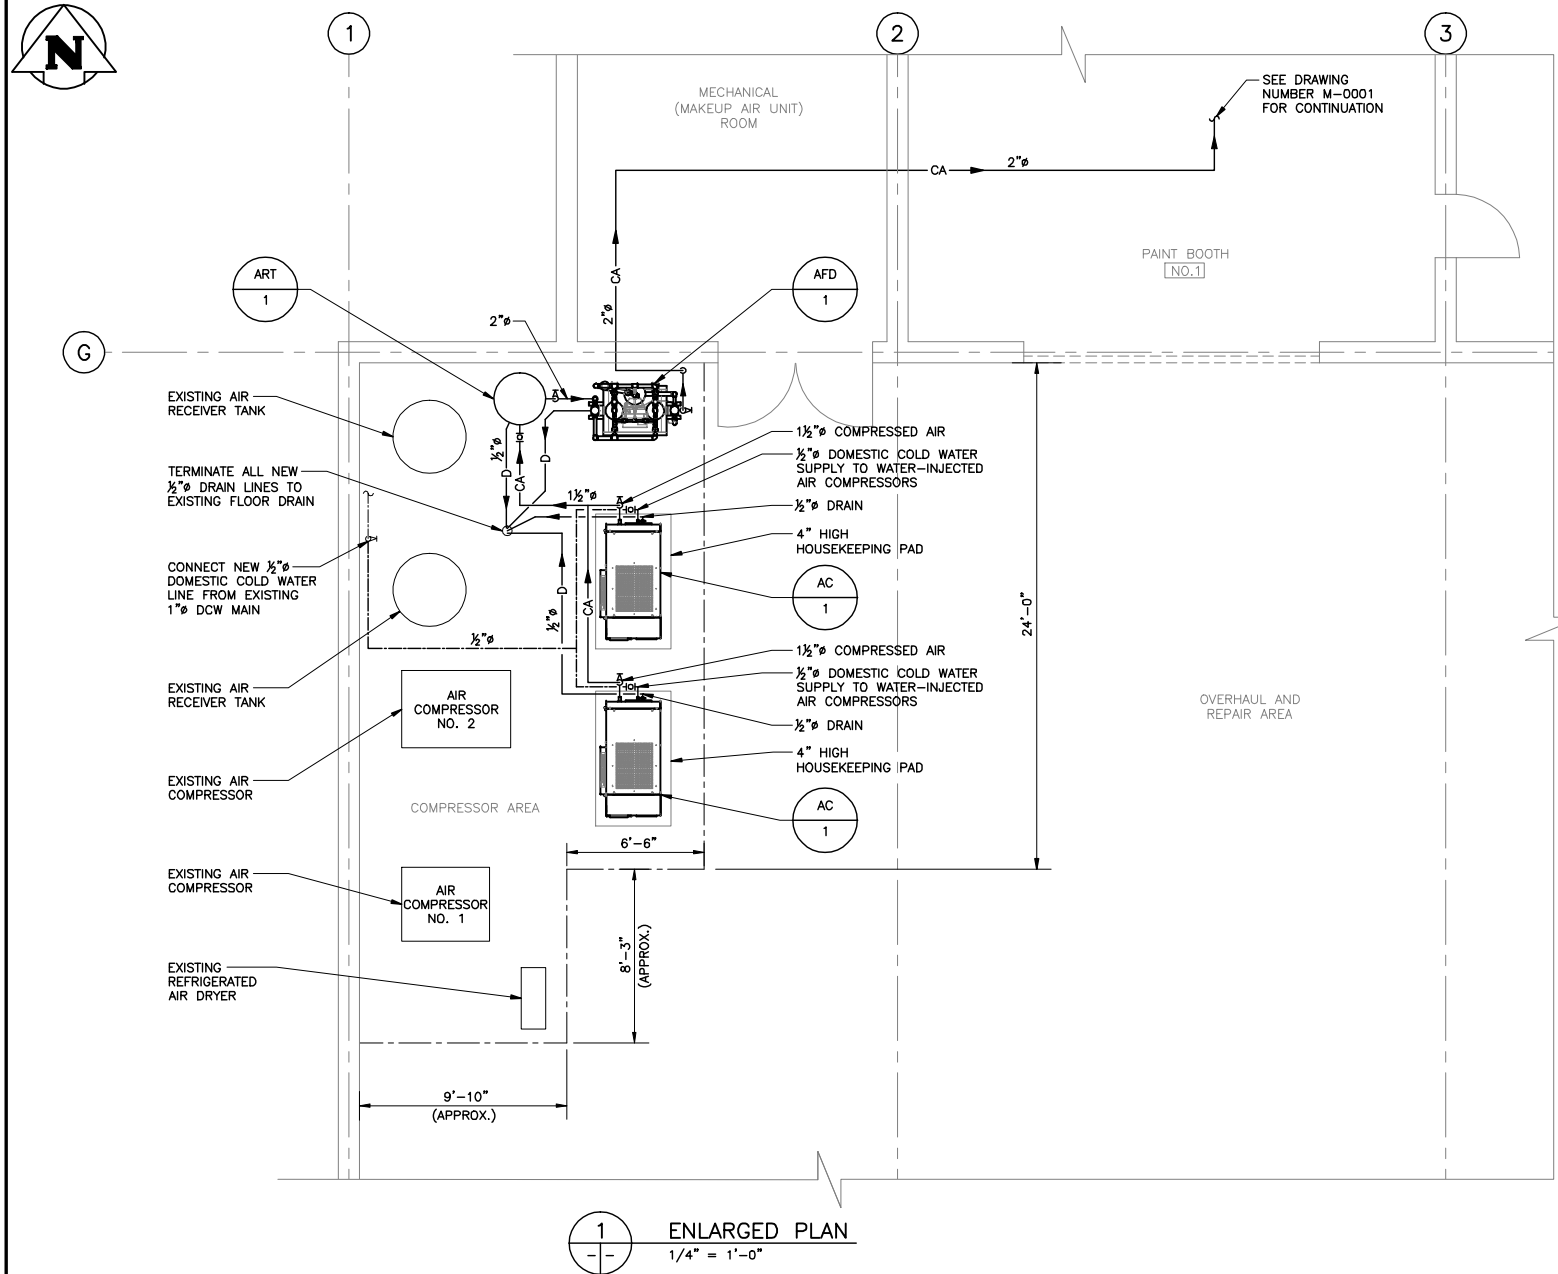 N
1
2
3
MECHANICAL
(MAKEUP AIR UNIT)
ROOM
SEE DRAWING
NUMBER M-0001
FOR CONTINUATION
CA
2"ø
PAINT BOOTH
NO.1
ART
1
AFD
1
CA
2"ø
2"ø
G
EXISTING AIR
RECEIVER TANK
TERMINATE ALL NEW
½"ø DRAIN LINES TO
EXISTING FLOOR DRAIN
CONNECT NEW ½"ø
DOMESTIC COLD WATER
LINE FROM EXISTING
1"ø DCW MAIN
½"ø
D
CA
D
1½"ø
1½"ø COMPRESSED AIR
½"ø DOMESTIC COLD WATER
SUPPLY TO WATER-INJECTED
AIR COMPRESSORS
½"ø DRAIN
4" HIGH
HOUSEKEEPING PAD
AC
1
D
½"ø
CA
½"ø
24'-0"
1½"ø COMPRESSED AIR
½"ø DOMESTIC COLD WATER
SUPPLY TO WATER-INJECTED
AIR COMPRESSORS
½"ø DRAIN
4" HIGH
HOUSEKEEPING PAD
AC
1
EXISTING AIR
RECEIVER TANK
AIR
COMPRESSOR
NO. 2
OVERHAUL AND
REPAIR AREA
EXISTING AIR
COMPRESSOR
COMPRESSOR AREA
6'-6"
EXISTING AIR
COMPRESSOR
AIR
COMPRESSOR
NO. 1
8'-3"
(APPROX.)
EXISTING
REFRIGERATED
AIR DRYER
9'-10"
(APPROX.)
1
- -
ENLARGED PLAN
1/4" = 1'-0"